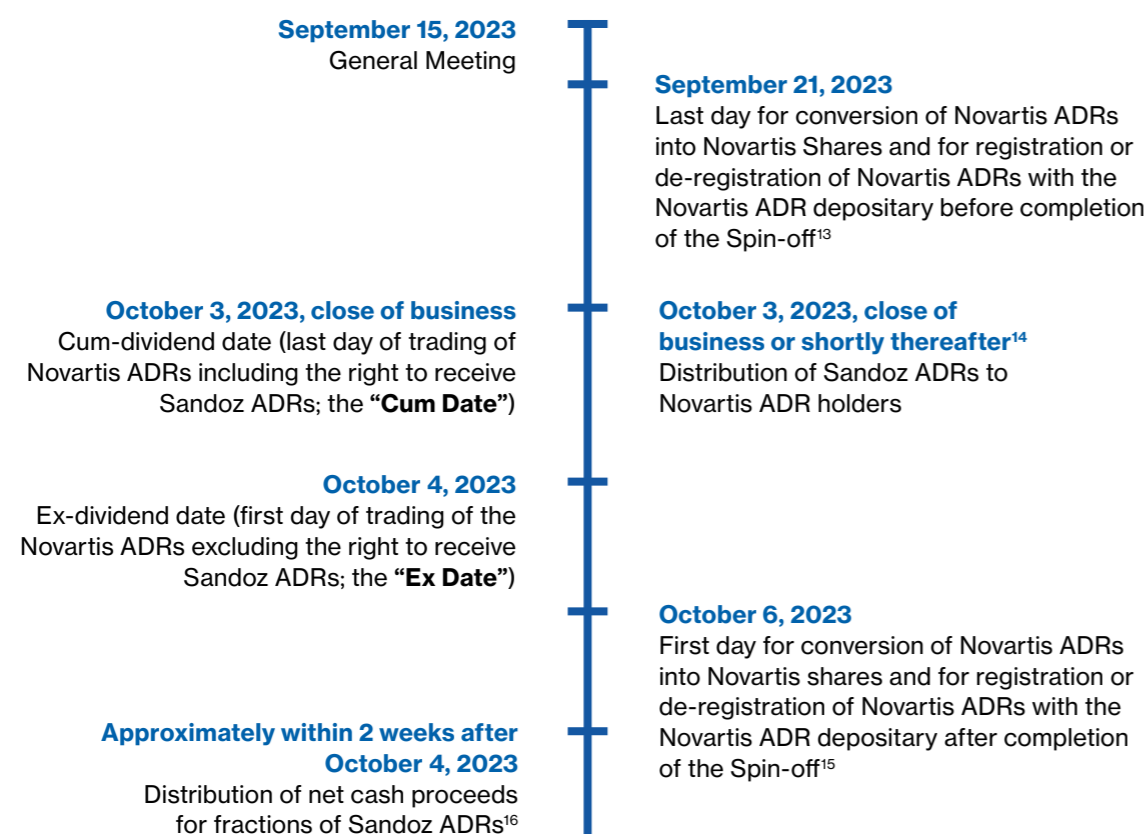 September 15, 2023
General Meeting
September 21, 2023
Last day for conversion of Novartis ADRs
into Novartis Shares and for registration or
de-registration of Novartis ADRs with the
Novartis ADR depositary before completion
of the Spin-off¹³
October 3, 2023, close of business
Cum-dividend date (last day of trading of
Novartis ADRs including the right to receive
Sandoz ADRs; the “Cum Date”)
October 3, 2023, close of
business or shortly thereafter¹⁴
Distribution of Sandoz ADRs to
Novartis ADR holders
October 4, 2023
Ex-dividend date (first day of trading of the
Novartis ADRs excluding the right to receive
Sandoz ADRs; the “Ex Date”)
October 6, 2023
First day for conversion of Novartis ADRs
into Novartis shares and for registration or
de-registration of Novartis ADRs with the
Novartis ADR depositary after completion
of the Spin-off¹⁵
Approximately within 2 weeks after
October 4, 2023
Distribution of net cash proceeds
for fractions of Sandoz ADRs¹⁶